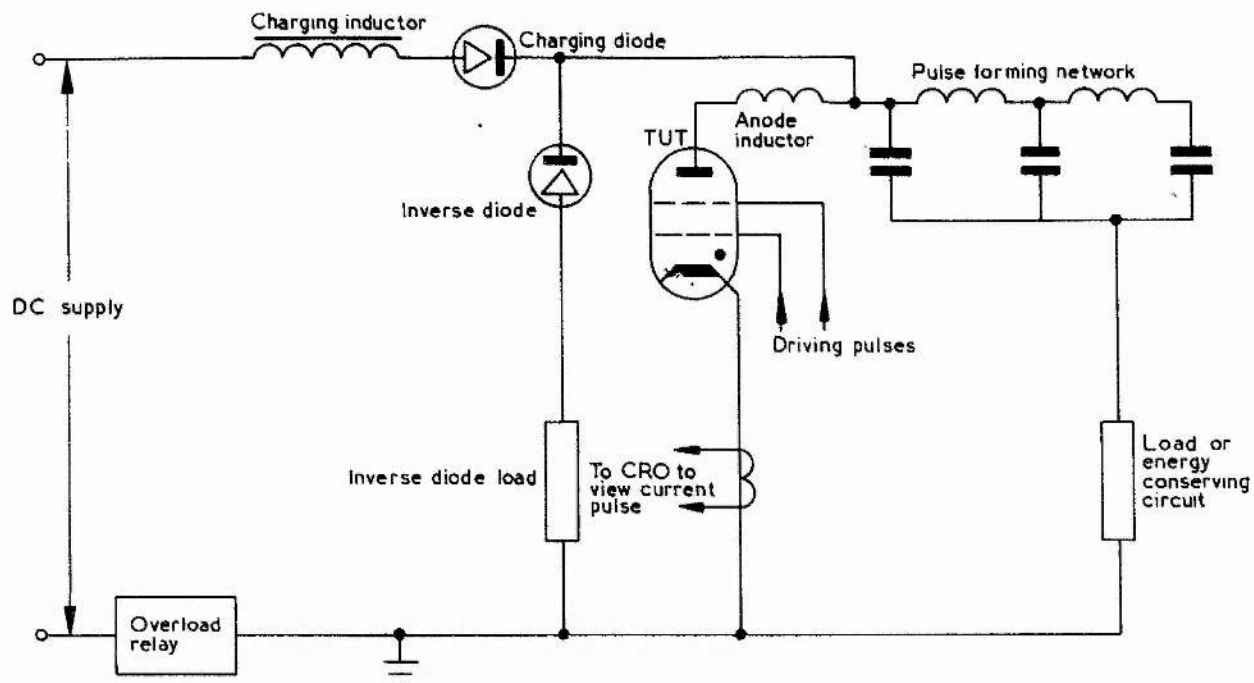 Charging inductor
Charging diode
Pulse forming network
Anode
inductor
TUT
Inverse diode
DC supply
Driving pulses
Inverse diode load
To CRO to
view current
pulse
Load or
energy
conserving
circuit
Overload
relay